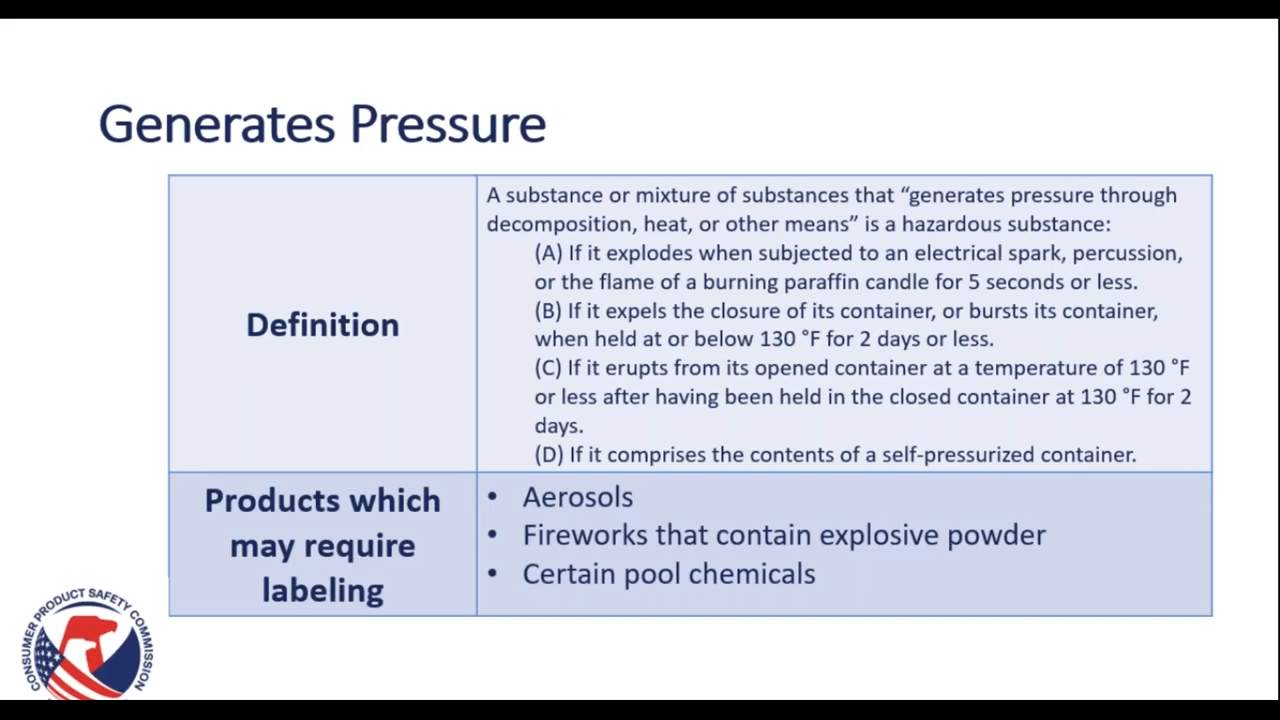 Generates Pressure
Definition
A substance or mixture of substances that “generates pressure through
decomposition, heat, or other means” is a hazardous substance:
(A) If it explodes when subjected to an electrical spark, percussion,
or the flame of a burning paraffin candle for 5 seconds or less.
(B) If it expels the closure of its container, or bursts its container,
when held at or below 130 °F for 2 days or less.
(C) If it erupts from its opened container at a temperature of 130 °F
or less after having been held in the closed container at 130 °F for 2
days.
(D) If it comprises the contents of a self-pressurized container.
Products which
may require
labeling
• Aerosols
• Fireworks that contain explosive powder
• Certain pool chemicals
CONSUMER PRODUCT SAFETY COMMISSION